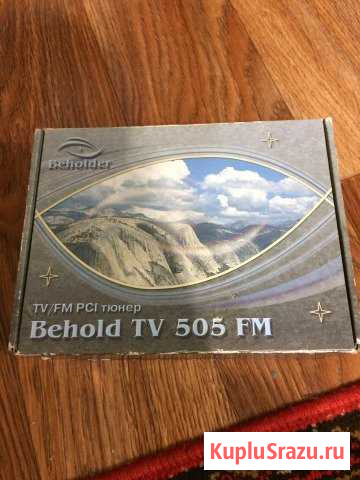 Beholder
TV/FM PCI тюнер
Behold TV 505 FM
KupluSrazu.ru